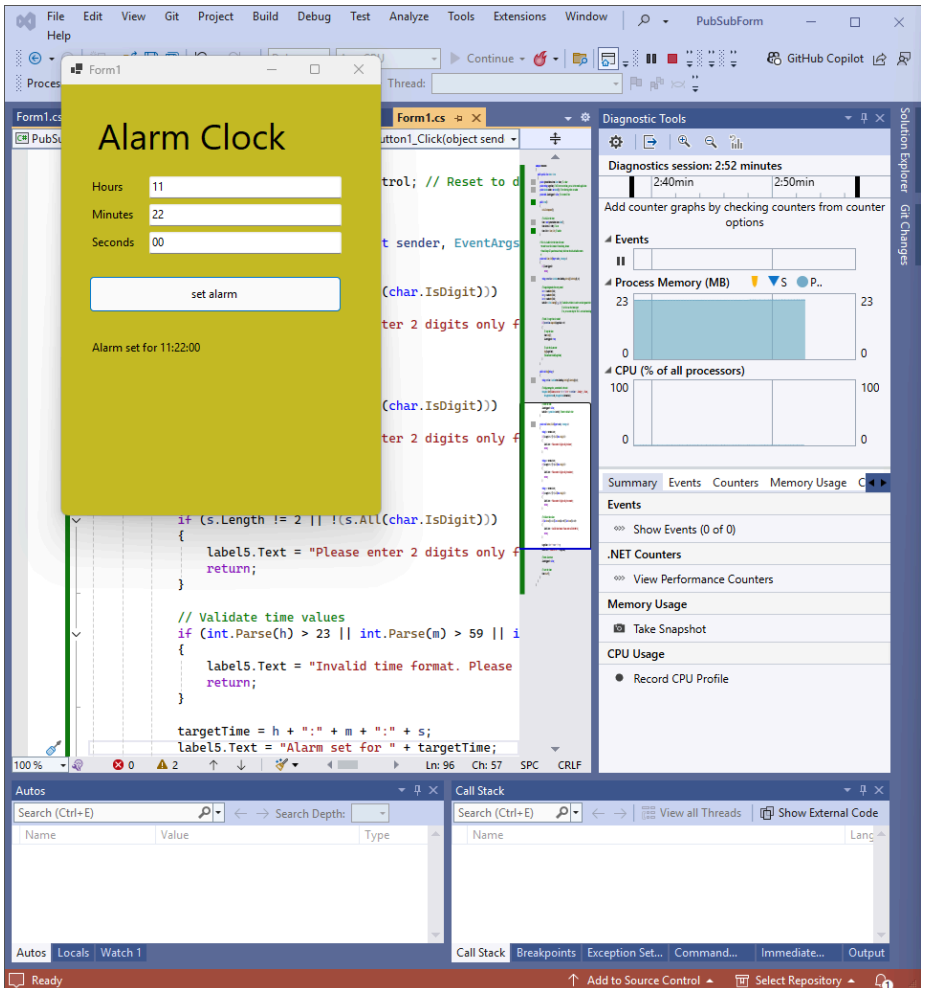 File Edit View Git Project Build Debug Test Analyze Tools Extensions Window PubSubForm
Help
Continue GitHub Copilot
Form1
Proces Thread:
Form1.cs Form1.cs Diagnostic Tools
PubSu utton1_Click(object send
Alarm Clock
Hours 11
Minutes 22
Seconds 00
set alarm
Alarm set for 11:22:00
trol; // Reset to d
t sender, EventArgs
(char.IsDigit)))
ter 2 digits only f
(char.IsDigit)))
ter 2 digits only f
if (s.Length != 2 || !(s.All(char.IsDigit)))
{
label5.Text = "Please enter 2 digits only f
return;
}
// Validate time values
if (int.Parse(h) > 23 || int.Parse(m) > 59 || i
{
label5.Text = "Invalid time format. Please
return;
}
targetTime = h + ":" + m + ":" + s;
label5.Text = "Alarm set for " + targetTime;
100 % 0 2 Ln: 96 Ch: 57 SPC CRLF
Diagnostics session: 2:52 minutes
2:40min 2:50min
Add counter graphs by checking counters from counter
options
Events
Process Memory (MB) S P..
23 23
0 0
CPU (% of all processors)
100 100
0 0
Summary Events Counters Memory Usage C
Events
Show Events (0 of 0)
.NET Counters
View Performance Counters
Memory Usage
Take Snapshot
CPU Usage
Record CPU Profile
Solution Explorer
Git Changes
Autos
Search (Ctrl+E) Search Depth:
Name Value Type
Autos Locals Watch 1
Call Stack
Search (Ctrl+E) View all Threads Show External Code
Name Lang
Call Stack Breakpoints Exception Set... Command... Immediate... Output
Ready Add to Source Control Select Repository 1